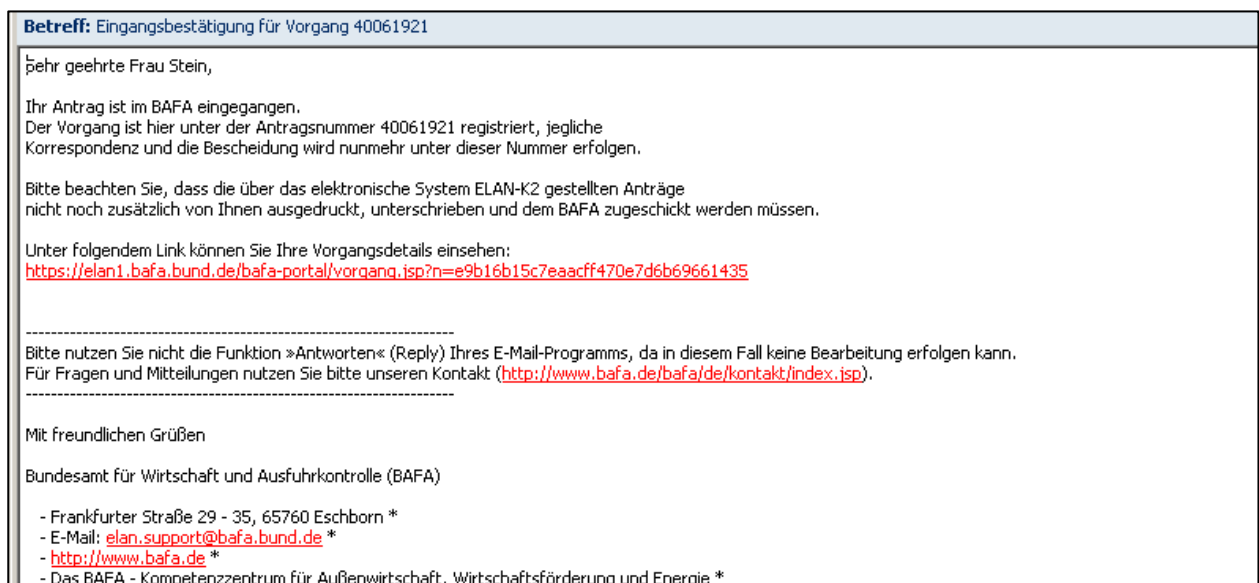 Betreff: Eingangsbestätigung für Vorgang 40061921
Sehr geehrte Frau Stein,
Ihr Antrag ist im BAFA eingegangen.
Der Vorgang ist hier unter der Antragsnummer 40061921 registriert, jegliche
Korrespondenz und die Bescheidung wird nunmehr unter dieser Nummer erfolgen.
Bitte beachten Sie, dass die über das elektronische System ELAN-K2 gestellten Anträge
nicht noch zusätzlich von Ihnen ausgedruckt, unterschrieben und dem BAFA zugeschickt werden müssen.
Unter folgendem Link können Sie Ihre Vorgangsdetails einsehen:
https://elan1.bafa.bund.de/bafa-portal/vorgang.jsp?n=e9b16b15c7eaacff470e7d6b69661435
--------------------------------------------------------------------
Bitte nutzen Sie nicht die Funktion »Antworten« (Reply) Ihres E-Mail-Programms, da in diesem Fall keine Bearbeitung erfolgen kann.
Für Fragen und Mitteilungen nutzen Sie bitte unseren Kontakt (http://www.bafa.de/bafa/de/kontakt/index.jsp).
--------------------------------------------------------------------
Mit freundlichen Grüßen
Bundesamt für Wirtschaft und Ausfuhrkontrolle (BAFA)
- Frankfurter Straße 29 - 35, 65760 Eschborn *
- E-Mail: elan.support@bafa.bund.de *
- http://www.bafa.de *
- Das BAFA - Kompetenzzentrum für Außenwirtschaft, Wirtschaftsförderung und Energie *